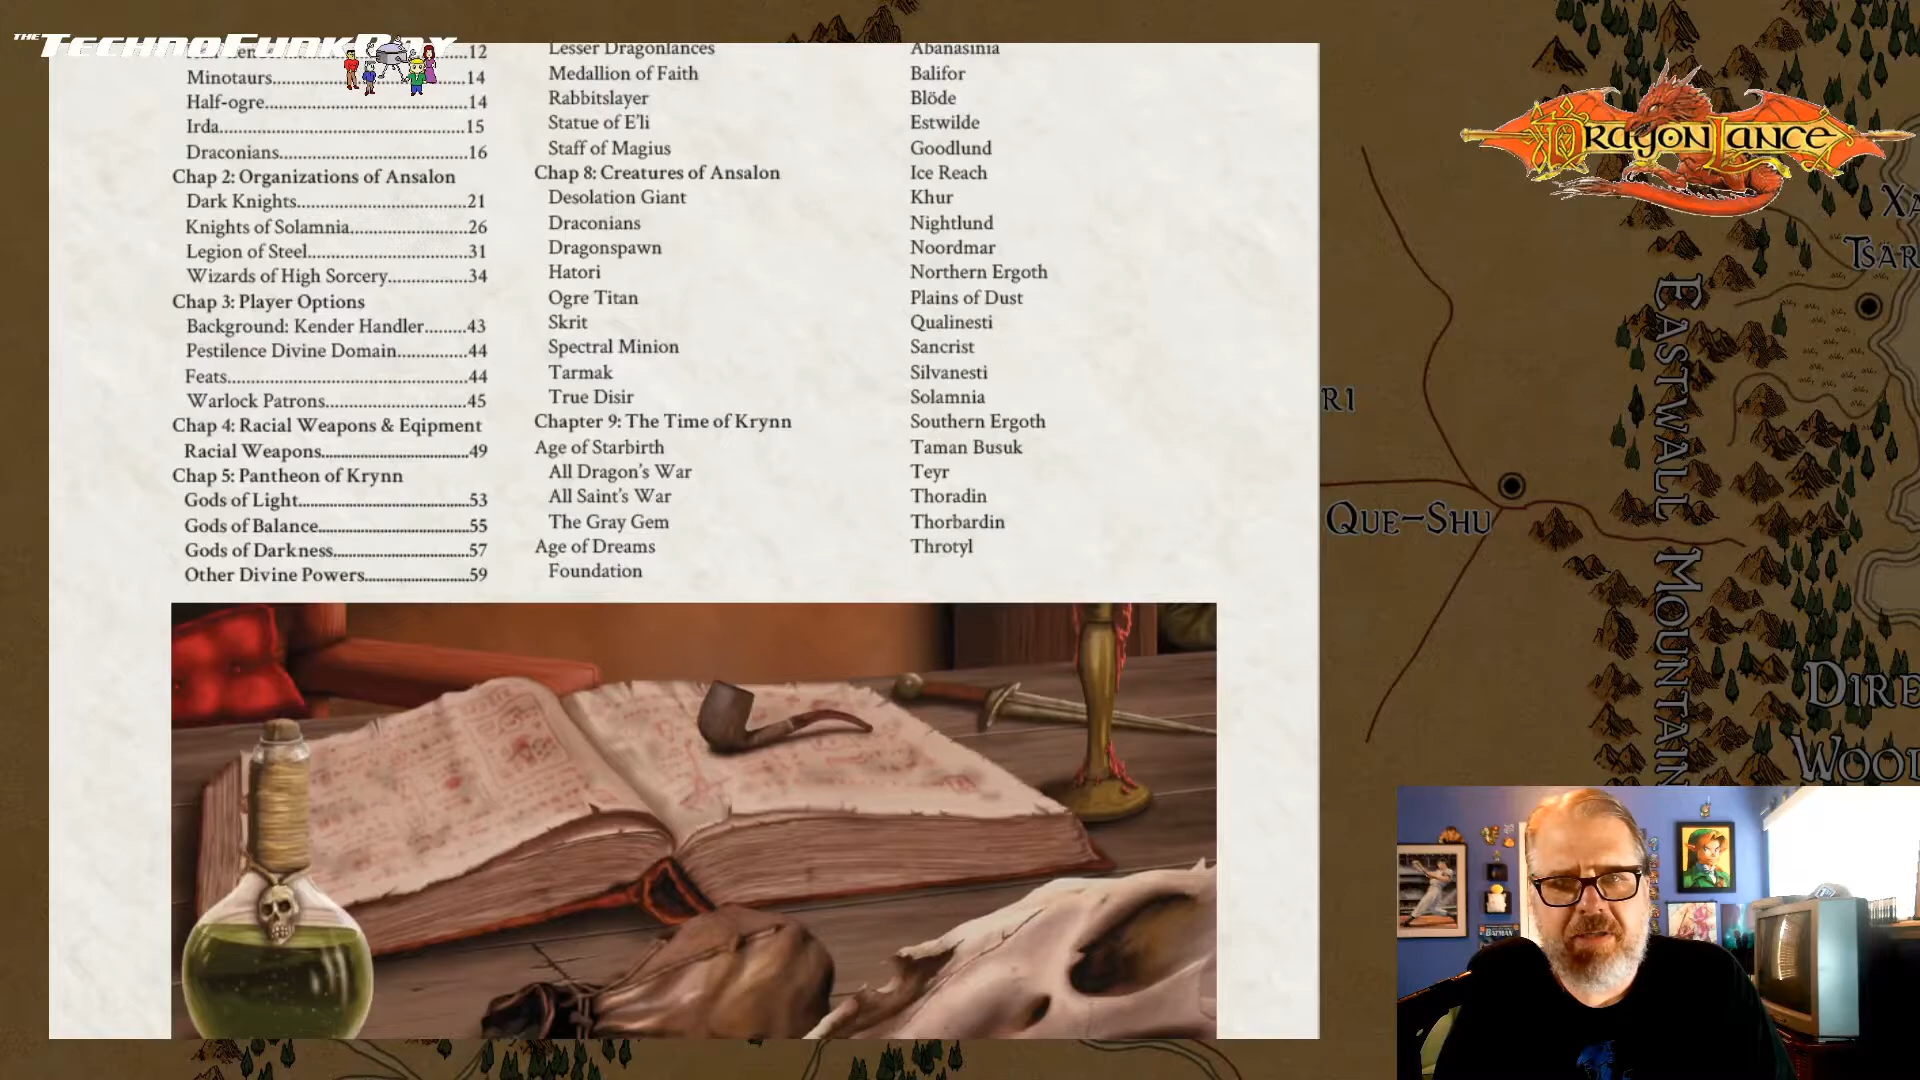 THE TECHNOFUNKBOY
12
Minotaurs 14
Half-ogre 14
Irda 15
Draconians 16
Chap 2: Organizations of Ansalon
Dark Knights 21
Knights of Solamnia 26
Legion of Steel 31
Wizards of High Sorcery 34
Chap 3: Player Options
Background: Kender Handler 43
Pestilence Divine Domain 44
Feats 44
Warlock Patrons 45
Chap 4: Racial Weapons & Eqipment
Racial Weapons 49
Chap 5: Pantheon of Krynn
Gods of Light 53
Gods of Balance 55
Gods of Darkness 57
Other Divine Powers 59
Lesser Dragonlances
Medallion of Faith
Rabbitslayer
Statue of E'li
Staff of Magius
Chap 8: Creatures of Ansalon
Desolation Giant
Draconians
Dragonspawn
Hatori
Ogre Titan
Skrit
Spectral Minion
Tarmak
True Disir
Chapter 9: The Time of Krynn
Age of Starbirth
All Dragon's War
All Saint's War
The Gray Gem
Age of Dreams
Foundation
Abanasinia
Balifor
Blöde
Estwilde
Goodlund
Ice Reach
Khur
Nightlund
Noordmar
Northern Ergoth
Plains of Dust
Qualinesti
Sancrist
Silvanesti
Solamnia
Southern Ergoth
Taman Busuk
Teyr
Thoradin
Thorbardin
Throtyl
DRAGONLANCE
XA
TSAR
RI
QUE-SHU
EASTWALL MOUNTAIN
DIRE
WOOD
BATMAN